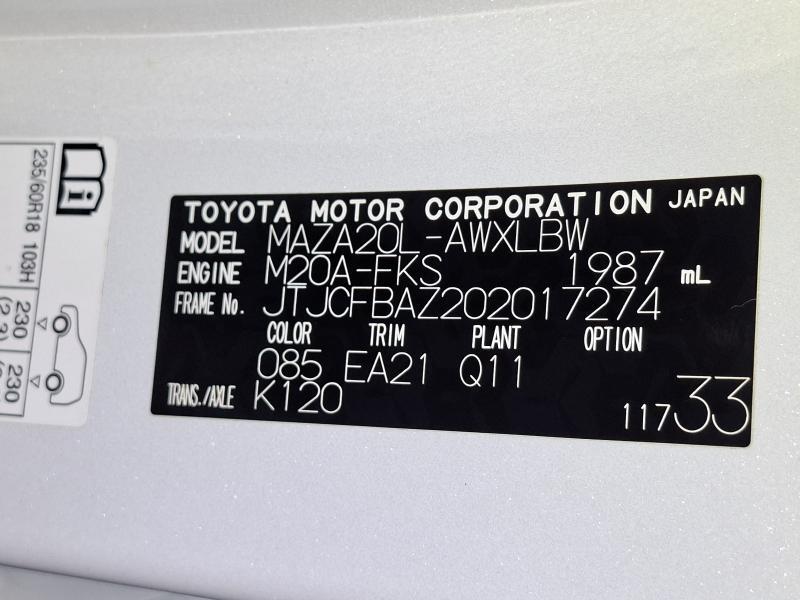 TOYOTA MOTOR CORPORATION JAPAN
MODEL MAZA20L-AWXLBW
ENGINE M20A-FKS 1987 mL
FRAME No. JTJCFBAZ202017274
COLOR TRIM PLANT OPTION
085 EA21 Q11
TRANS./AXLE K120
11733
235/60R18 103H
230
230